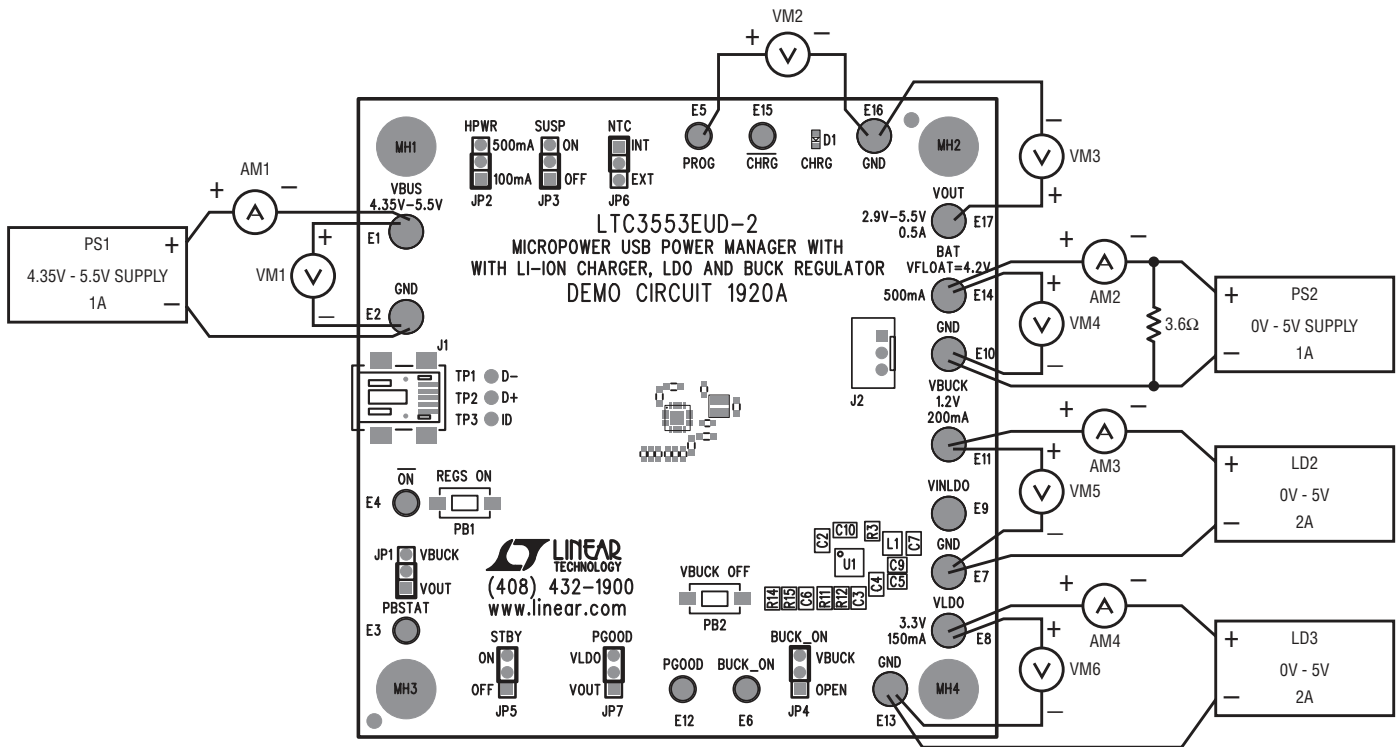 VM2
+ −
V
E5 E15 E16
PROG CHRG D1 CHRG GND
HPWR SUSP NTC
500mA ON INT
100mA OFF EXT
JP2 JP3 JP6
MH1
MH2
−
V VM3
+
AM1
+ −
A
VBUS
4.35V–5.5V
E1
PS1
4.35V - 5.5V SUPPLY
1A
+
−
+
VM1 V
−
GND
E2
LTC3553EUD-2
MICROPOWER USB POWER MANAGER WITH
WITH LI-ION CHARGER, LDO AND BUCK REGULATOR
DEMO CIRCUIT 1920A
VOUT
2.9V-5.5V
0.5A
E17
BAT
VFLOAT=4.2V
500mA
E14
+ −
A
AM2
+
V VM4
−
3.6Ω
+
PS2
0V - 5V SUPPLY
1A
−
GND
E10
J1
TP1 D-
TP2 D+
TP3 ID
J2
VBUCK
1.2V
200mA
E11
+ −
A
AM3
+
V VM5
−
+
LD2
0V - 5V
2A
−
VINLDO
E9
GND
E7
ON
E4
REGS ON
PB1
JP1 VBUCK
VOUT
PBSTAT
E3
LINEAR
TECHNOLOGY
(408) 432-1900
www.linear.com
VBUCK OFF
PB2
C2 C10 R3 L1 C7
U1 C9
C4 C5
R14 R15 C6 R11 R12 C3
VLDO
3.3V
150mA
E8
+ −
A
AM4
+
V VM6
−
+
LD3
0V - 5V
2A
−
MH3
STBY
ON
OFF
JP5
PGOOD
VLDO
VOUT
JP7
PGOOD
E12
BUCK_ON
E6
BUCK_ON
VBUCK
OPEN
JP4
GND
E13
MH4